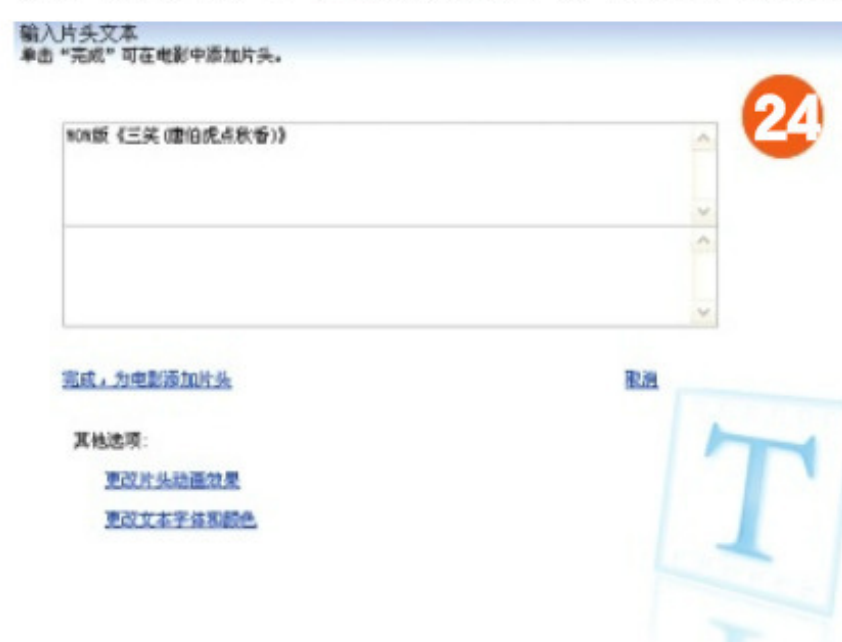 输入片头文本
单击“完成”可在电影中添加片头。
24
WOW版《三笑(唐伯虎点秋香)》
完成，为电影添加片头
取消
其他选项:
更改片头动画效果
更改文本字体和颜色
T